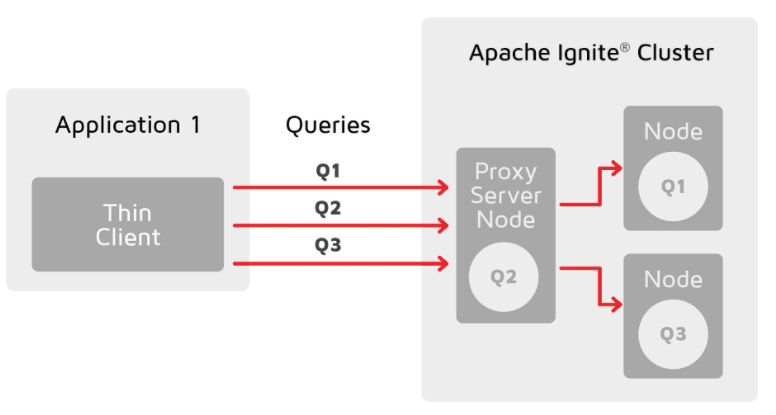 Apache Ignite® Cluster
Application 1
Queries
Thin
Client
Q1
Q2
Q3
Proxy
Server
Node
Q2
Node
Q1
Node
Q3